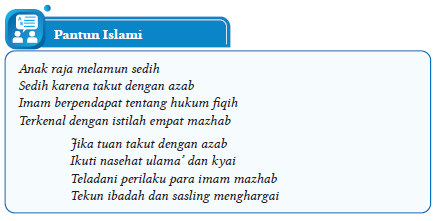 Pantun Islami
Anak raja melamun sedih
Sedih karena takut dengan azab
Imam berpendapat tentang hukum fiqih
Terkenal dengan istilah empat mazhab
Jika tuan takut dengan azab
Ikuti nasehat ulama’ dan kyai
Teladani perilaku para imam mazhab
Tekun ibadah dan sasling menghargai